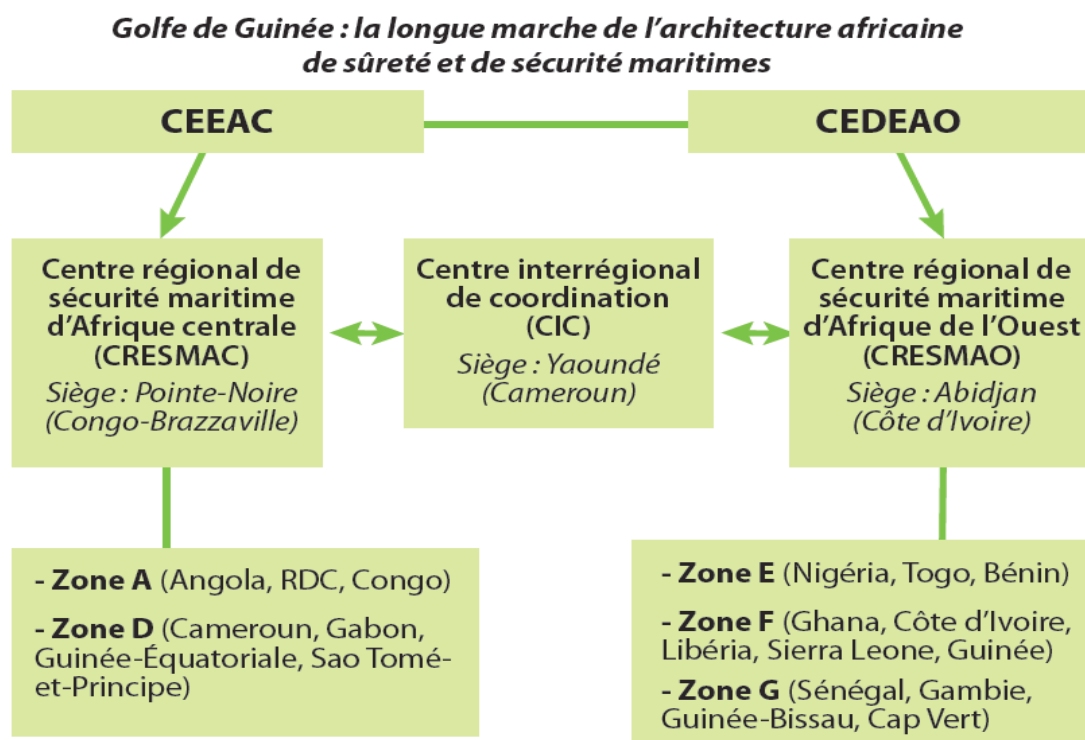 Golfe de Guinée : la longue marche de l’architecture africaine
de sûreté et de sécurité maritimes
CEEAC
CEDEAO
Centre régional de
sécurité maritime
d’Afrique centrale
(CRESMAC)
Siège : Pointe-Noire
(Congo-Brazzaville)
Centre interrégional
de coordination
(CIC)
Siège : Yaoundé
(Cameroun)
Centre régional de
sécurité maritime
d’Afrique de l’Ouest
(CRESMAO)
Siège : Abidjan
(Côte d’Ivoire)
- Zone A (Angola, RDC, Congo)
- Zone D (Cameroun, Gabon,
Guinée-Équatoriale, Sao Tomé-
et-Principe)
- Zone E (Nigéria, Togo, Bénin)
- Zone F (Ghana, Côte d’Ivoire,
Libéria, Sierra Leone, Guinée)
- Zone G (Sénégal, Gambie,
Guinée-Bissau, Cap Vert)